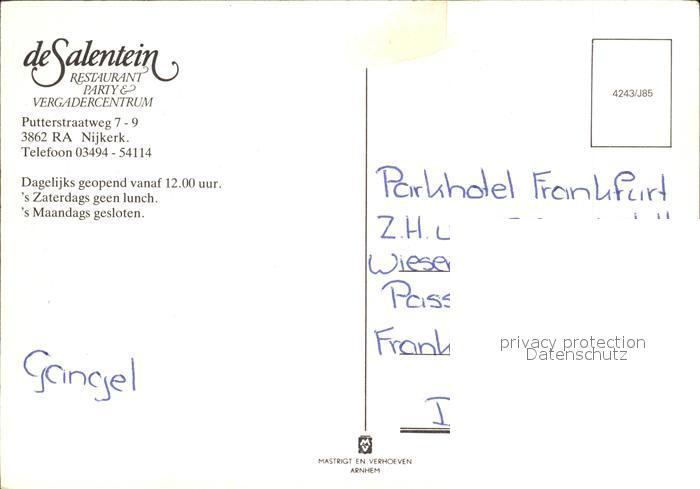 de Salentein
RESTAURANT
PARTY &
VERGADERCENTRUM
Putterstraatweg 7 - 9
3862 RA Nijkerk.
Telefoon 03494 - 54114
Dagelijks geopend vanaf 12.00 uur.
's Zaterdags geen lunch.
's Maandags gesloten.
Gangel
MASTRIGT EN VERHOEVEN
ARNHEM
4243/J85
Parkhotel Frankfurt
Z.H.
privacy protection
Datenschutz